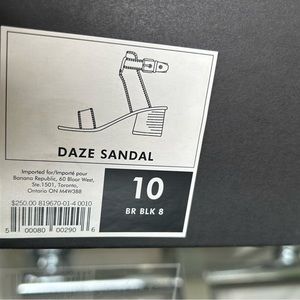 DAZE SANDAL
Imported for/Importé pour
Banana Republic, 60 Bloor West,
Ste.1501, Toronto,
Ontario ON M4W3B8
$250.00 819670-01-4 0010
5 00080 00290 6
10
BR BLK 8